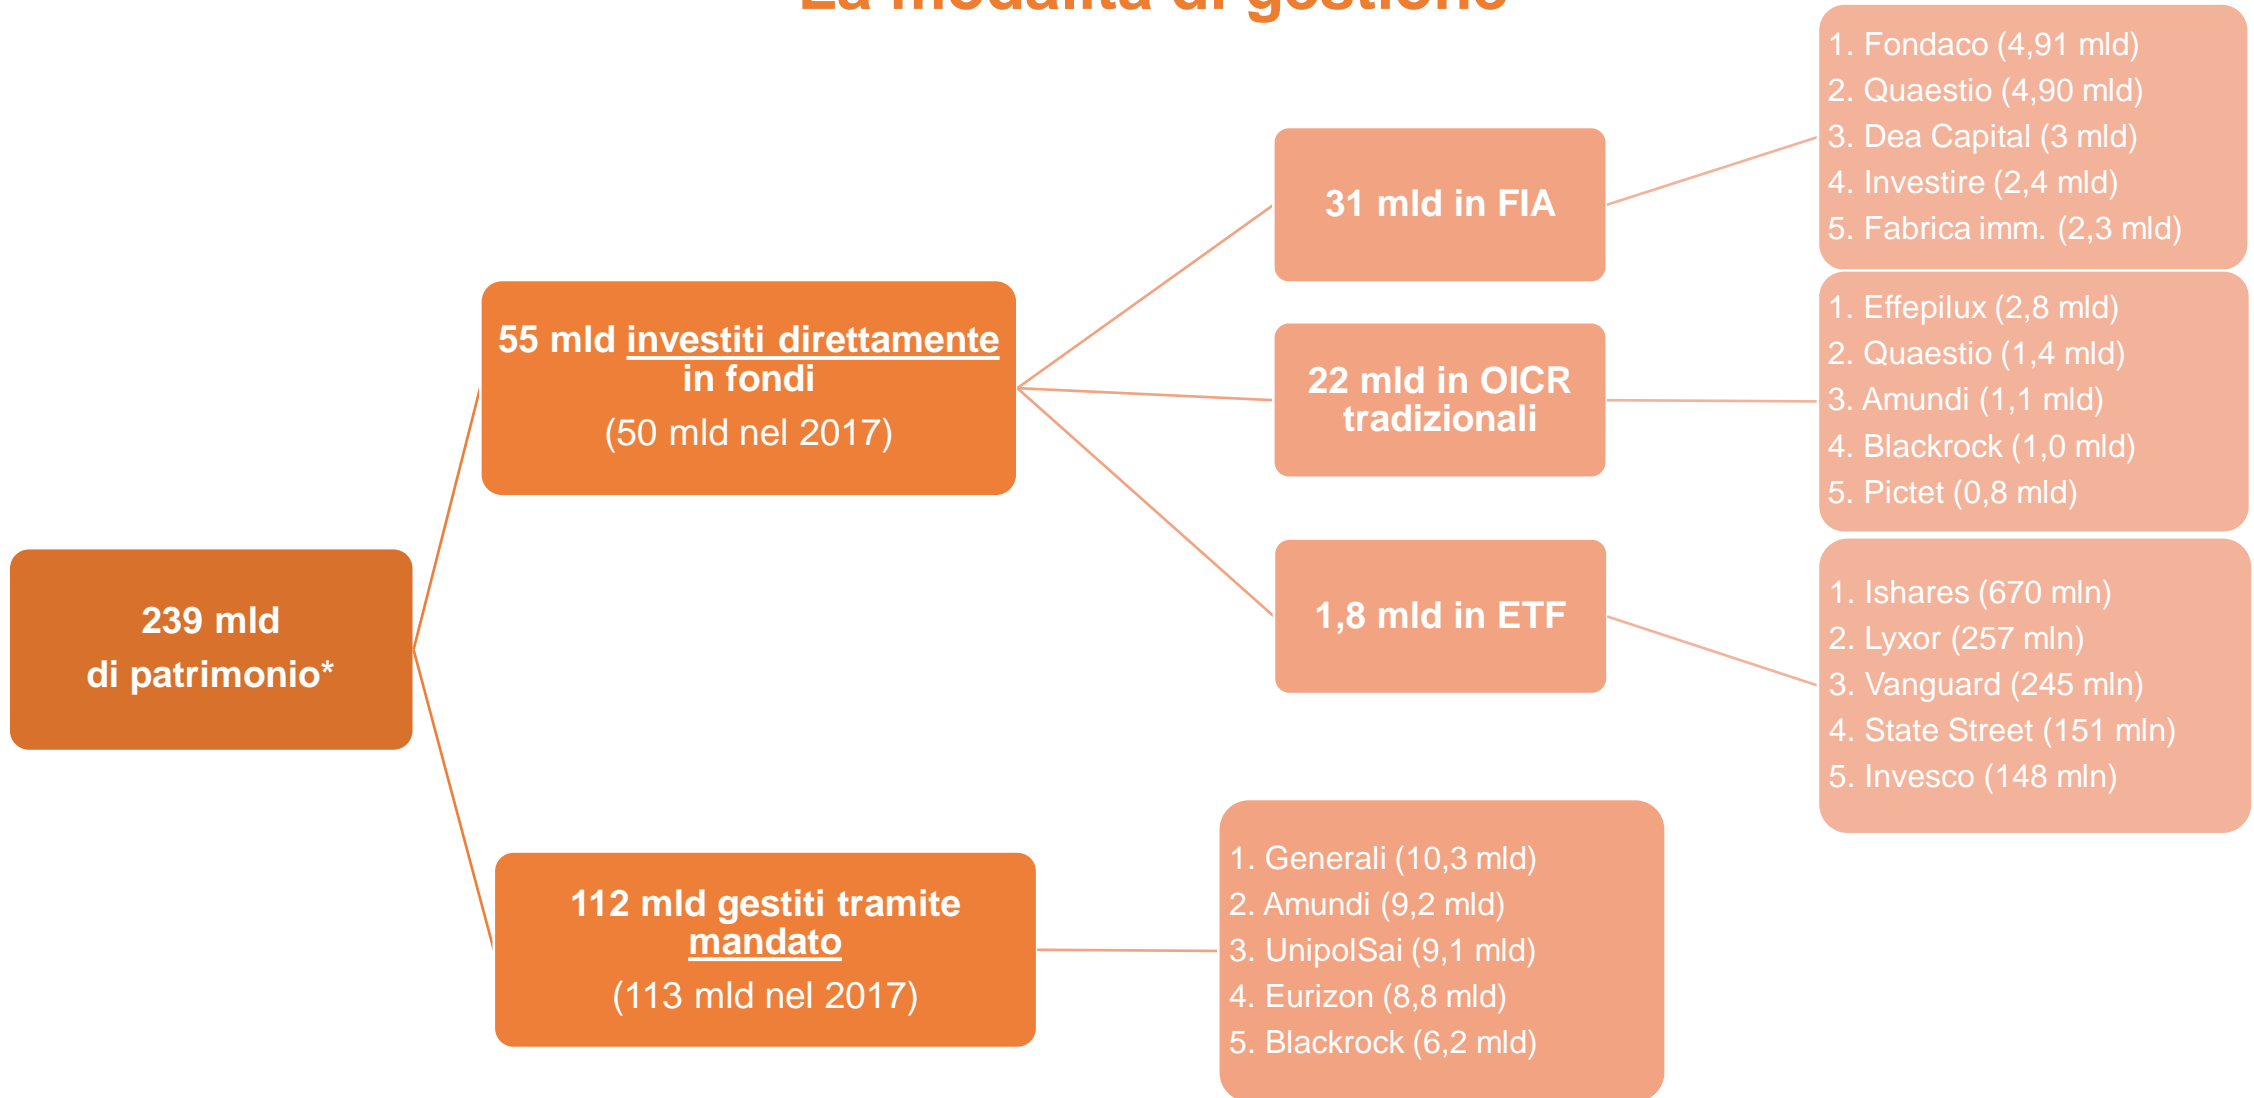 La modalità di gestione
239 mld
di patrimonio*
55 mld investiti direttamente
in fondi
(50 mld nel 2017)
31 mld in FIA
1. Fondaco (4,91 mld)
2. Quaestio (4,90 mld)
3. Dea Capital (3 mld)
4. Investire (2,4 mld)
5. Fabrica imm. (2,3 mld)
22 mld in OICR
tradizionali
1. Effepilux (2,8 mld)
2. Quaestio (1,4 mld)
3. Amundi (1,1 mld)
4. Blackrock (1,0 mld)
5. Pictet (0,8 mld)
1,8 mld in ETF
1. Ishares (670 mln)
2. Lyxor (257 mln)
3. Vanguard (245 mln)
4. State Street (151 mln)
5. Invesco (148 mln)
112 mld gestiti tramite
mandato
(113 mld nel 2017)
1. Generali (10,3 mld)
2. Amundi (9,2 mld)
3. UnipolSai (9,1 mld)
4. Eurizon (8,8 mld)
5. Blackrock (6,2 mld)